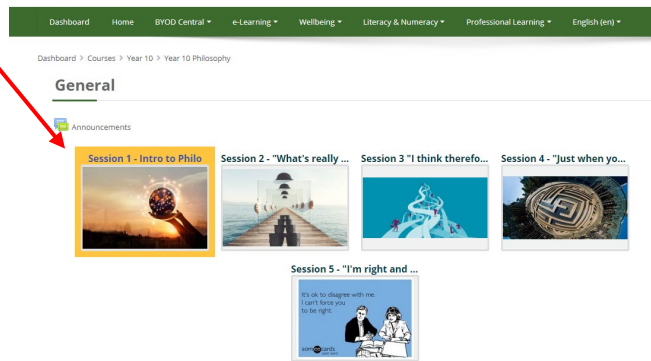 Dashboard Home BYOD Central e-Learning Wellbeing Literacy & Numeracy Professional Learning English (en)
Dashboard > Courses > Year 10 > Year 10 Philosophy
General
Announcements
Session 1 - Intro to Philo
Session 2 - "What's really ...
Session 3 "I think therefo...
Session 4 - "Just when yo...
Session 5 - "I'm right and ...
It's ok to disagree with me.
I can't force you
to be right.
someecards